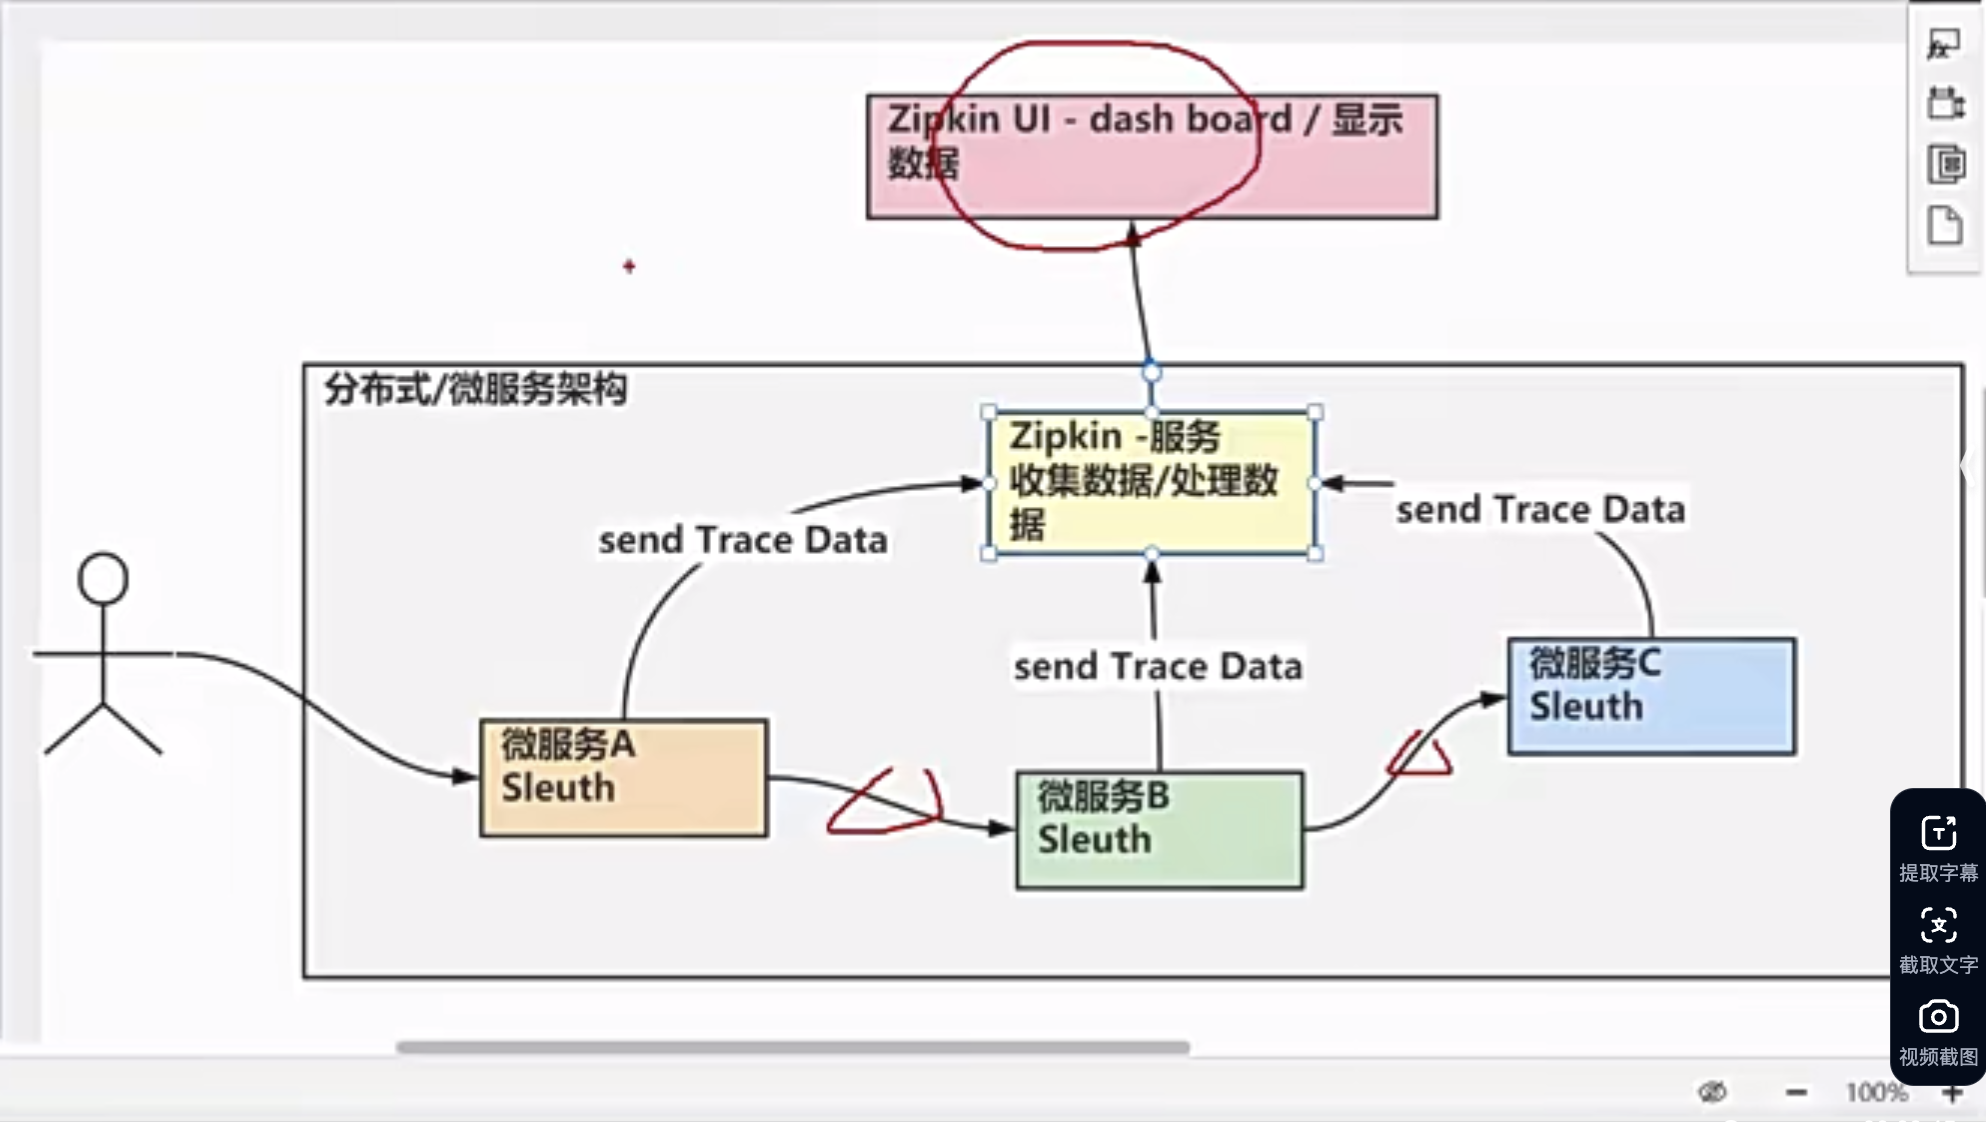 Zipkin UI - dash board / 显示
数据
分布式/微服务架构
Zipkin -服务
收集数据/处理数
据
send Trace Data
send Trace Data
send Trace Data
微服务A
Sleuth
微服务B
Sleuth
微服务C
Sleuth
fx
提取字幕
截取文字
视频截图
100%